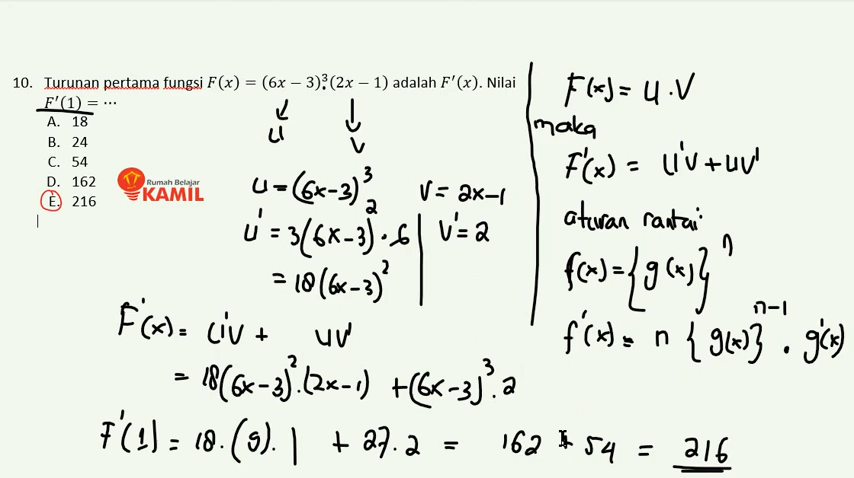 10. Turunan pertama fungsi F(x) = (6x − 3)³(2x − 1) adalah F′(x). Nilai
F′(1) = ⋯
A. 18
B. 24
C. 54
D. 162
E. 216
Rumah Belajar
KAMIL
u
v
u = (6x-3)³
v = 2x-1
u' = 3(6x-3)² · 6
v' = 2
= 18(6x-3)²
F'(x) = u'v + uv'
= 18(6x-3)².(2x-1) + (6x-3)³.2
F'(1) = 18.(9).1 + 27.2 = 162 + 54 = 216
F(x) = u.v
maka
F'(x) = u'v + uv'
aturan rantai
f(x) = {g(x)}ⁿ
f'(x) = n {g(x)}ⁿ⁻¹ . g'(x)